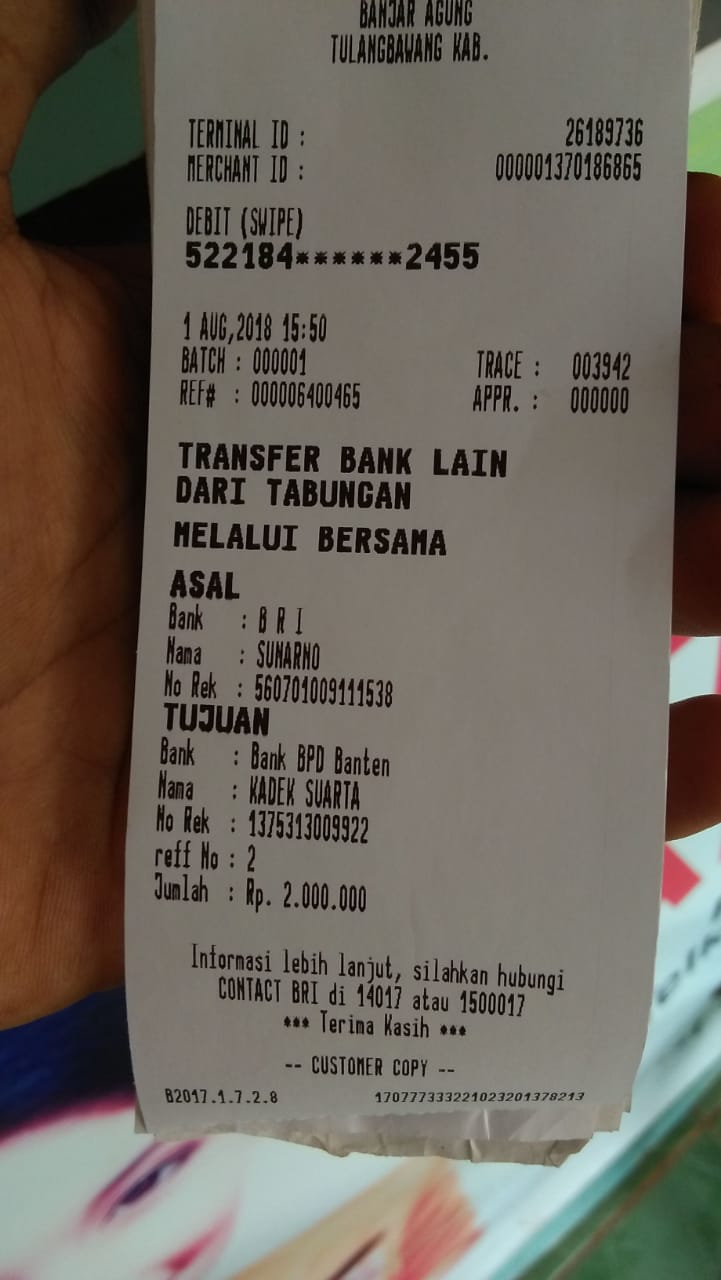 BANJAR AGUNG
TULANGBAWANG KAB.
TERMINAL ID : 26189736
MERCHANT ID : 000001370186865
DEBIT (SWIPE)
522184******2455
1 AUG,2018 15:50
BATCH : 000001 TRACE : 003942
REF# : 000006400465 APPR. : 000000
TRANSFER BANK LAIN
DARI TABUNGAN
MELALUI BERSAMA
ASAL
Bank : B R I
Nama : SUNARNO
No Rek : 560701009111538
TUJUAN
Bank : Bank BPD Banten
Nama : KADEK SUARTA
No Rek : 1375313009922
reff No : 2
Jumlah : Rp. 2.000.000
Informasi lebih lanjut, silahkan hubungi
CONTACT BRI di 14017 atau 1500017
*** Terima Kasih ***
-- CUSTOMER COPY --
B2017.1.7.2.8 170777333221023201378213